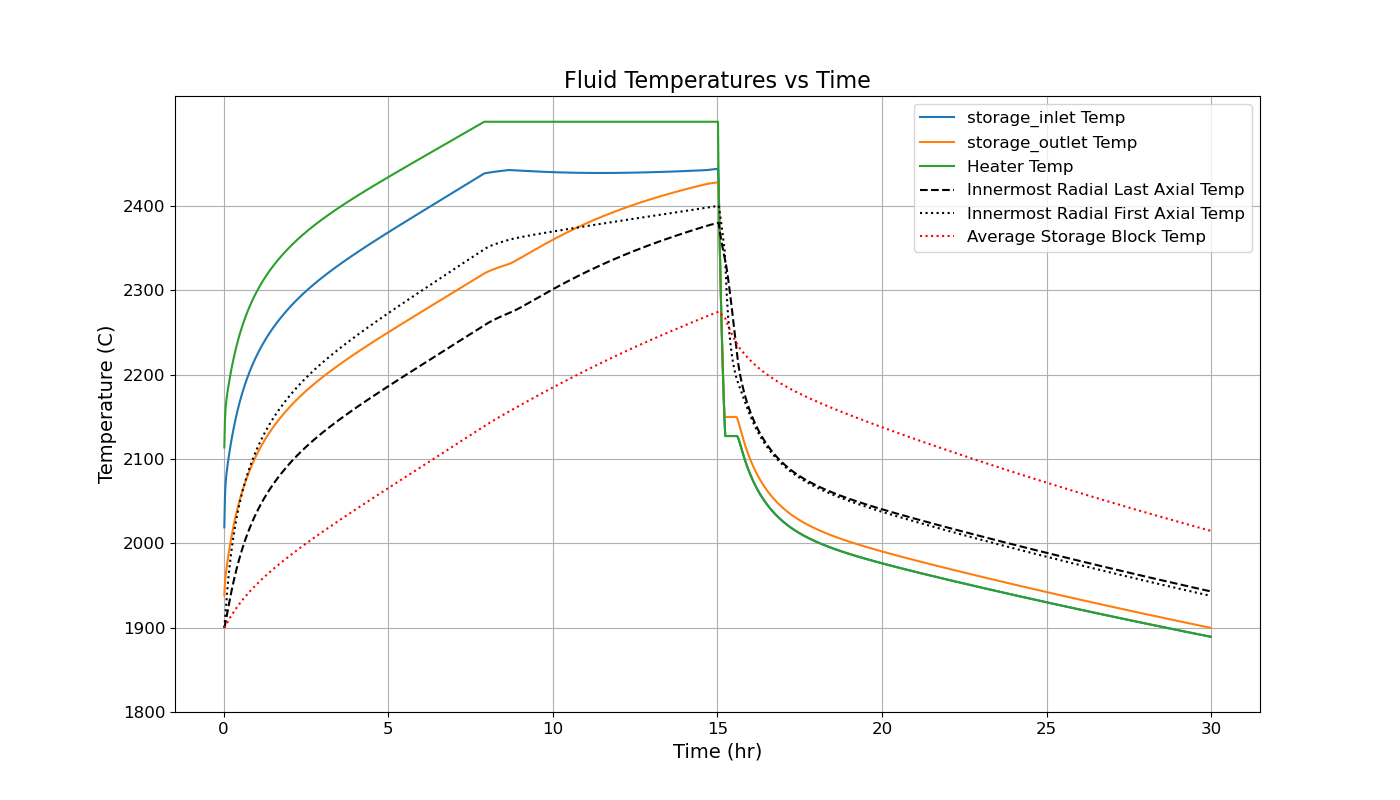 Fluid Temperatures vs Time
storage_inlet Temp
storage_outlet Temp
Heater Temp
Innermost Radial Last Axial Temp
Innermost Radial First Axial Temp
Average Storage Block Temp
Temperature (C)
2400
2300
2200
2100
2000
1900
1800
0 5 10 15 20 25 30
Time (hr)